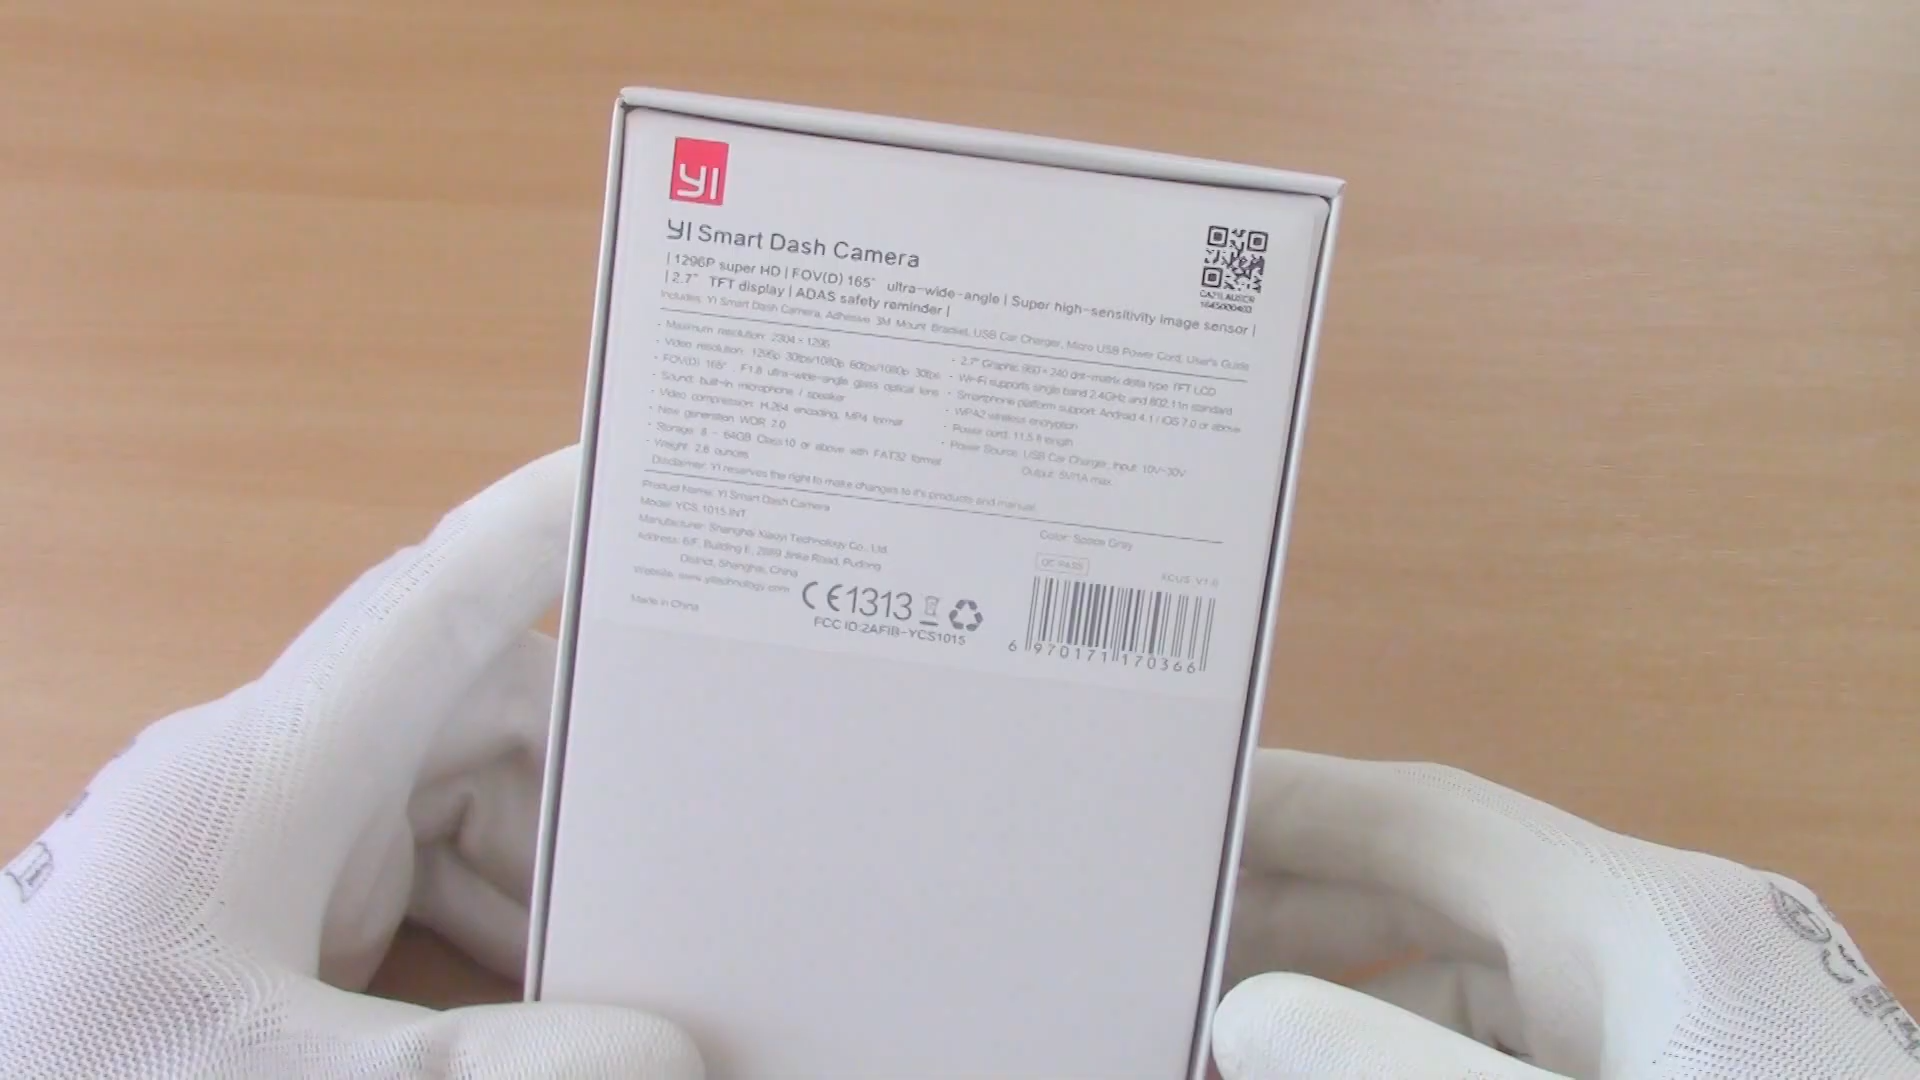 YI
YI Smart Dash Camera
| 1296P super HD | FOV(D) 165° ultra-wide-angle | Super high-sensitivity image sensor |
| 2.7" TFT display | ADAS safety reminder |
Includes: YI Smart Dash Camera, Adhesive 3M Mount Bracket, USB Car Charger, Micro USB Power Cord, User's Guide
- Maximum resolution: 2304 × 1296
- Video resolution: 1296p 30fps/1080p 60fps/1080p 30fps
- FOV(D) 165°, F1.8 ultra-wide-angle glass optical lens
- Sound: built-in microphone / speaker
- Video compression: H.264 encoding, MP4 format
- New generation WDR 2.0
- Storage: 8 - 64GB Class10 or above with FAT32 format
- Weight: 2.6 ounces
- 2.7" Graphic 960 × 240 dot-matrix delta type TFT LCD
- Wi-Fi supports single band 2.4GHz and 802.11n standard
- Smartphone platform support: Android 4.1 / iOS 7.0 or above
- WPA2 wireless encryption
- Power cord: 11.5 ft length
- Power Source: USB Car Charger, Input: 10V~30V
Output: 5V/1A max
Disclaimer: YI reserves the right to make changes to it's products and manual.
Product Name: YI Smart Dash Camera
Model: YCS.1015.INT
Manufacturer: Shanghai Xiaoyi Technology Co., Ltd.
Address: 6/F, Building E, 2889 Jinke Road, Pudong
District, Shanghai, China
Website: www.yitechnology.com
Made in China
CE1313
FCC ID:2AFIB-YCS1015
Color: Space Gray
QC PASS
XCUS V1.0
6 970171 170366